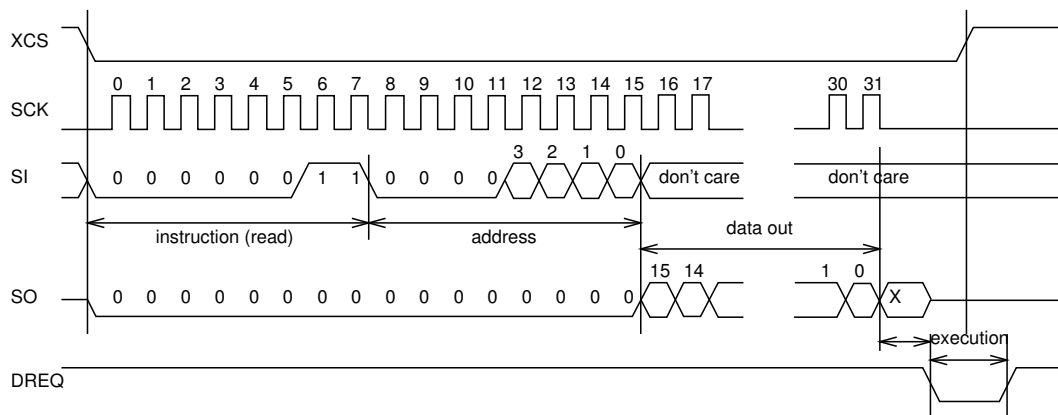 XCS
0 1 2 3 4 5 6 7 8 9 10 11 12 13 14 15 16 17 30 31
SCK
3 2 1 0
SI 0 0 0 0 0 0 1 1 0 0 0 0 don't care don't care
instruction (read) address data out
15 14 1 0
SO 0 0 0 0 0 0 0 0 0 0 0 0 0 0 0 0 X
execution
DREQ